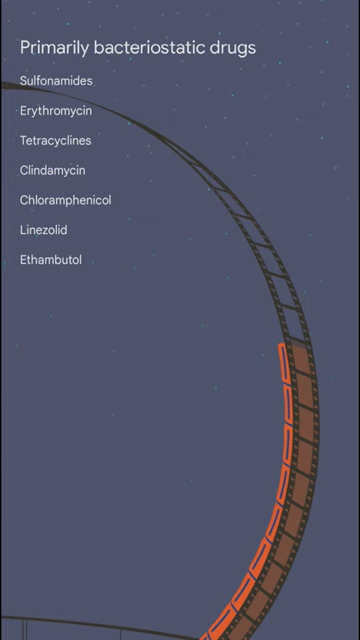 Primarily bacteriostatic drugs
Sulfonamides
Erythromycin
Tetracyclines
Clindamycin
Chloramphenicol
Linezolid
Ethambutol